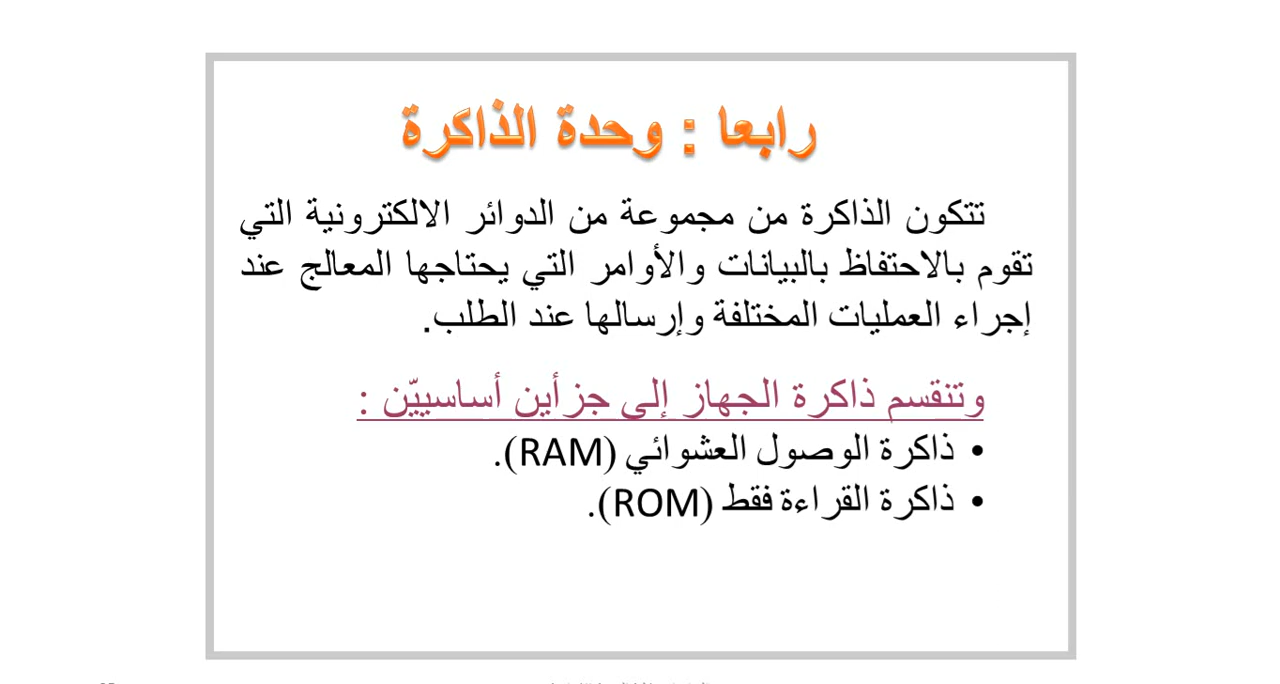 رابعا : وحدة الذاكرة
تتكون الذاكرة من مجموعة من الدوائر الالكترونية التي
تقوم بالاحتفاظ بالبيانات والأوامر التي يحتاجها المعالج عند
إجراء العمليات المختلفة وإرسالها عند الطلب.
وتنقسم ذاكرة الجهاز إلى جزأين أساسييّن :
• ذاكرة الوصول العشوائي (RAM).
• ذاكرة القراءة فقط (ROM).